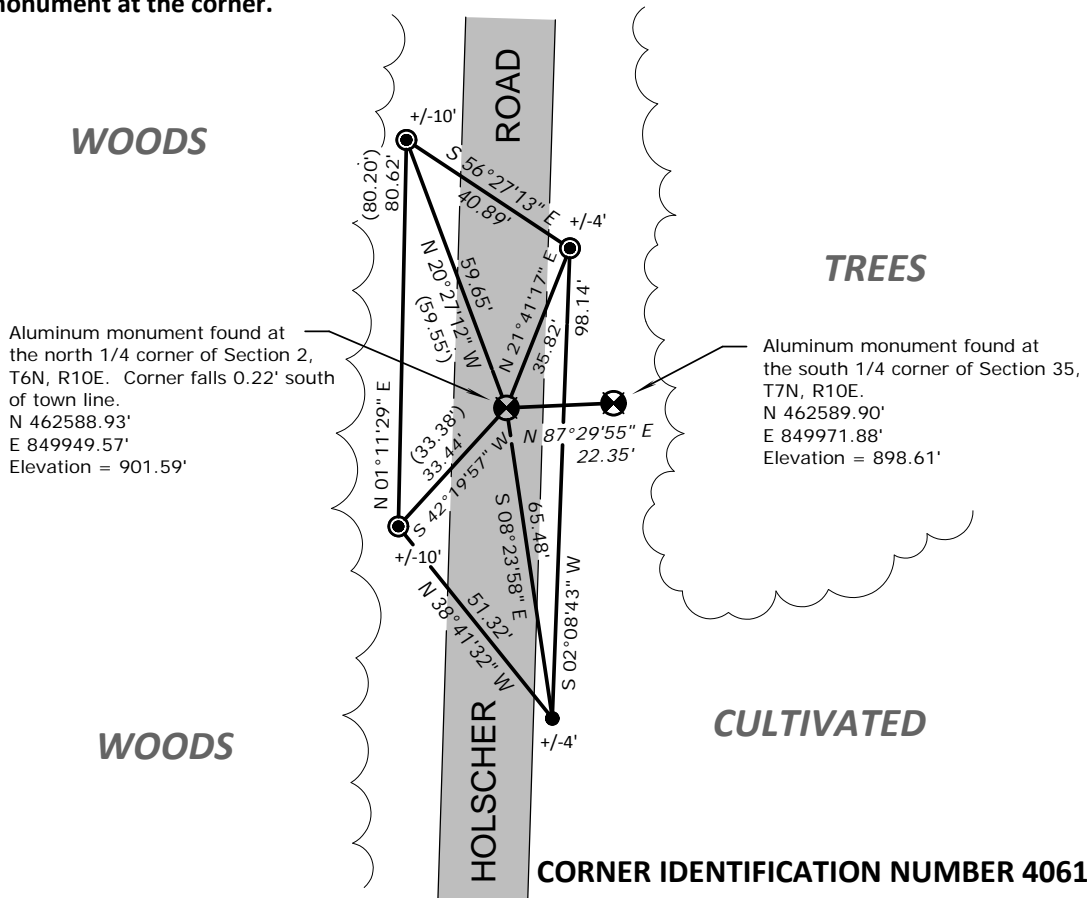 monument at the corner.
WOODS
+/-10'
ROAD
S 56°27'13" E
40.89'
+/-4'
(80.20')
80.62'
TREES
59.65'
N 20°27'12" W
(59.55')
N 21°41'17" E
35.82'
98.14'
Aluminum monument found at
the north 1/4 corner of Section 2,
T6N, R10E. Corner falls 0.22' south
of town line.
N 462588.93'
E 849949.57'
Elevation = 901.59'
Aluminum monument found at
the south 1/4 corner of Section 35,
T7N, R10E.
N 462589.90'
E 849971.88'
Elevation = 898.61'
N 01°11'29" E
(33.38')
33.44'
S 42°19'57" W
N 87°29'55" E
22.35'
+/-10'
65.48'
S 08°23'58" E
S 02°08'43" W
51.32'
N 38°41'32" W
+/-4'
WOODS
CULTIVATED
HOLSCHER
CORNER IDENTIFICATION NUMBER 4061